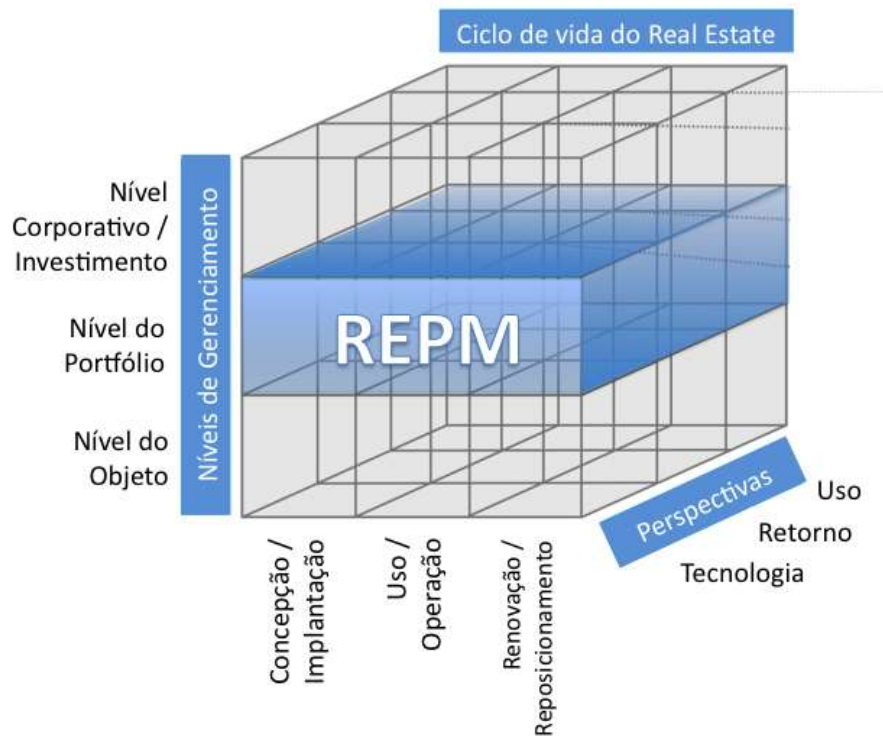 Ciclo de vida do Real Estate
Níveis de Gerenciamento
Nível
Corporativo /
Investimento
Nível do
Portfólio
Nível do
Objeto
REPM
Perspectivas
Uso
Retorno
Tecnologia
Concepção /
Implantação
Uso /
Operação
Renovação /
Reposicionamento